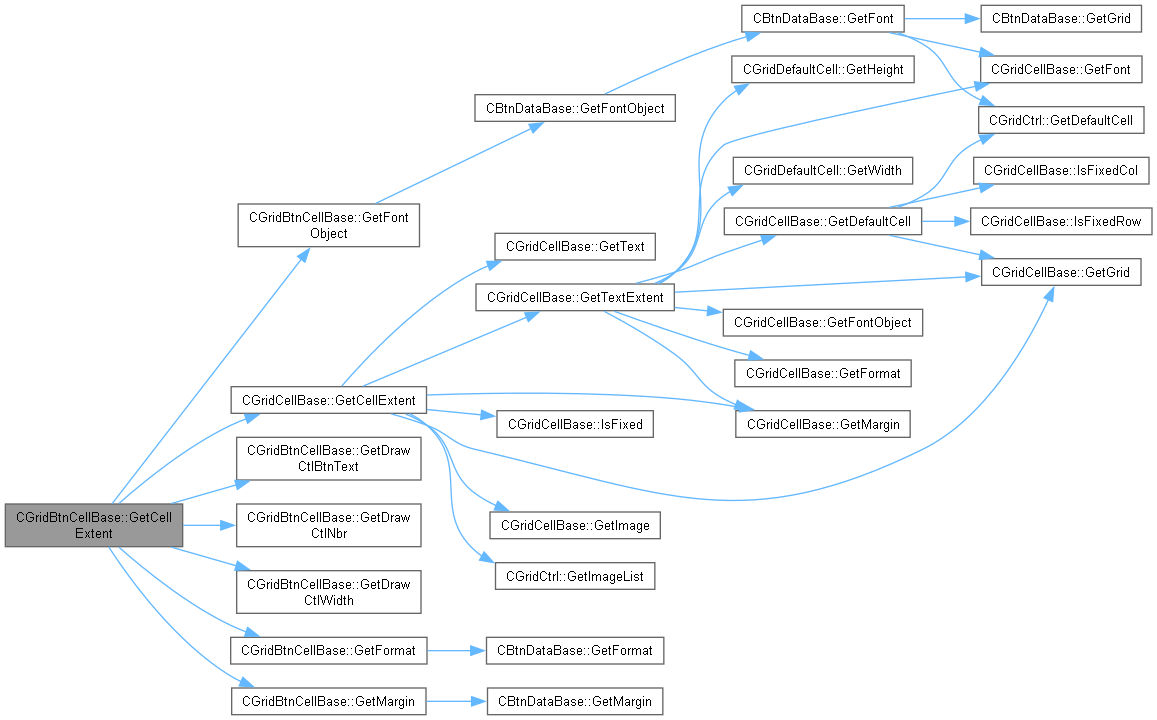 CBtnDataBase::GetFont
CBtnDataBase::GetGrid
CGridDefaultCell::GetHeight
CGridCellBase::GetFont
CBtnDataBase::GetFontObject
CGridCtrl::GetDefaultCell
CGridDefaultCell::GetWidth
CGridCellBase::IsFixedCol
CGridBtnCellBase::GetFont
Object
CGridCellBase::GetDefaultCell
CGridCellBase::IsFixedRow
CGridCellBase::GetText
CGridCellBase::GetGrid
CGridCellBase::GetTextExtent
CGridCellBase::GetFontObject
CGridCellBase::GetFormat
CGridCellBase::GetCellExtent
CGridCellBase::IsFixed
CGridCellBase::GetMargin
CGridBtnCellBase::GetDraw
CtlBtnText
CGridBtnCellBase::GetCell
Extent
CGridBtnCellBase::GetDraw
CtlNbr
CGridCellBase::GetImage
CGridCtrl::GetImageList
CGridBtnCellBase::GetDraw
CtlWidth
CGridBtnCellBase::GetFormat
CBtnDataBase::GetFormat
CGridBtnCellBase::GetMargin
CBtnDataBase::GetMargin